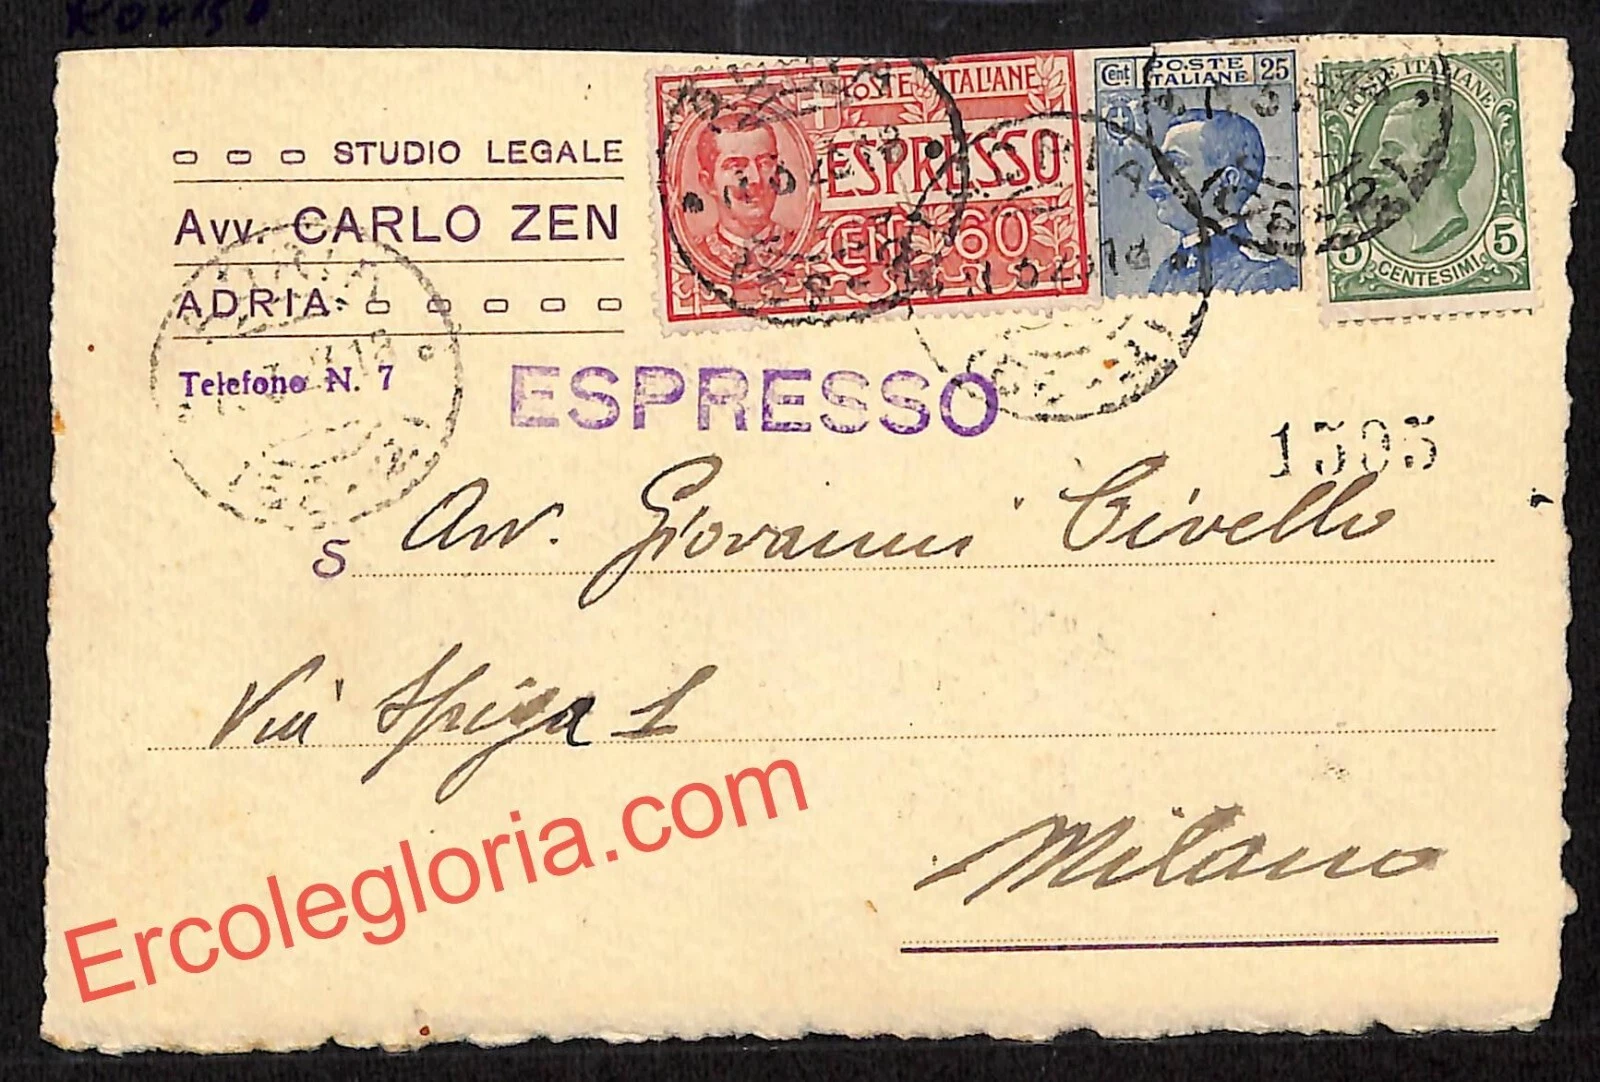 STUDIO LEGALE
Avv. CARLO ZEN
ADRIA
Telefono N. 7
POSTE ITALIANE
ESPRESSO
CENT 60
Cent POSTE ITALIANE 25
POSTE ITALIANE
5 5
CENTESIMI
ESPRESSO
1505
S Avv. Giovanni Civello
Via Spiga 1
Milano
Ercolegloria.com